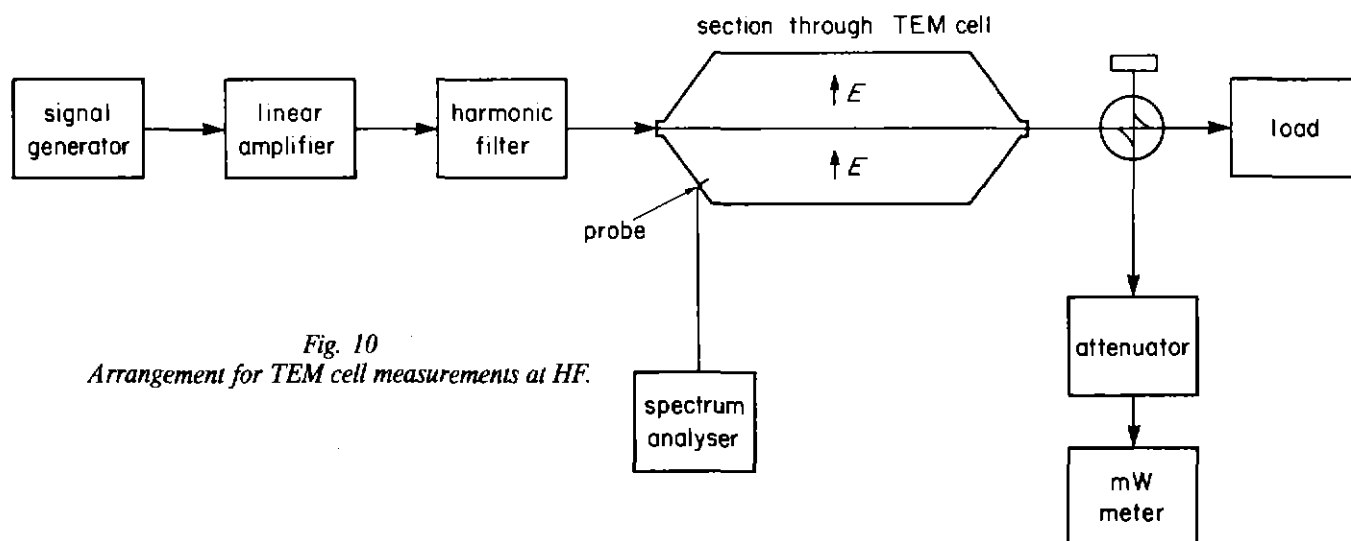 section through TEM cell
signal
generator
linear
amplifier
harmonic
filter
E
E
load
probe
attenuator
Fig. 10
Arrangement for TEM cell measurements at HF.
spectrum
analyser
mW
meter